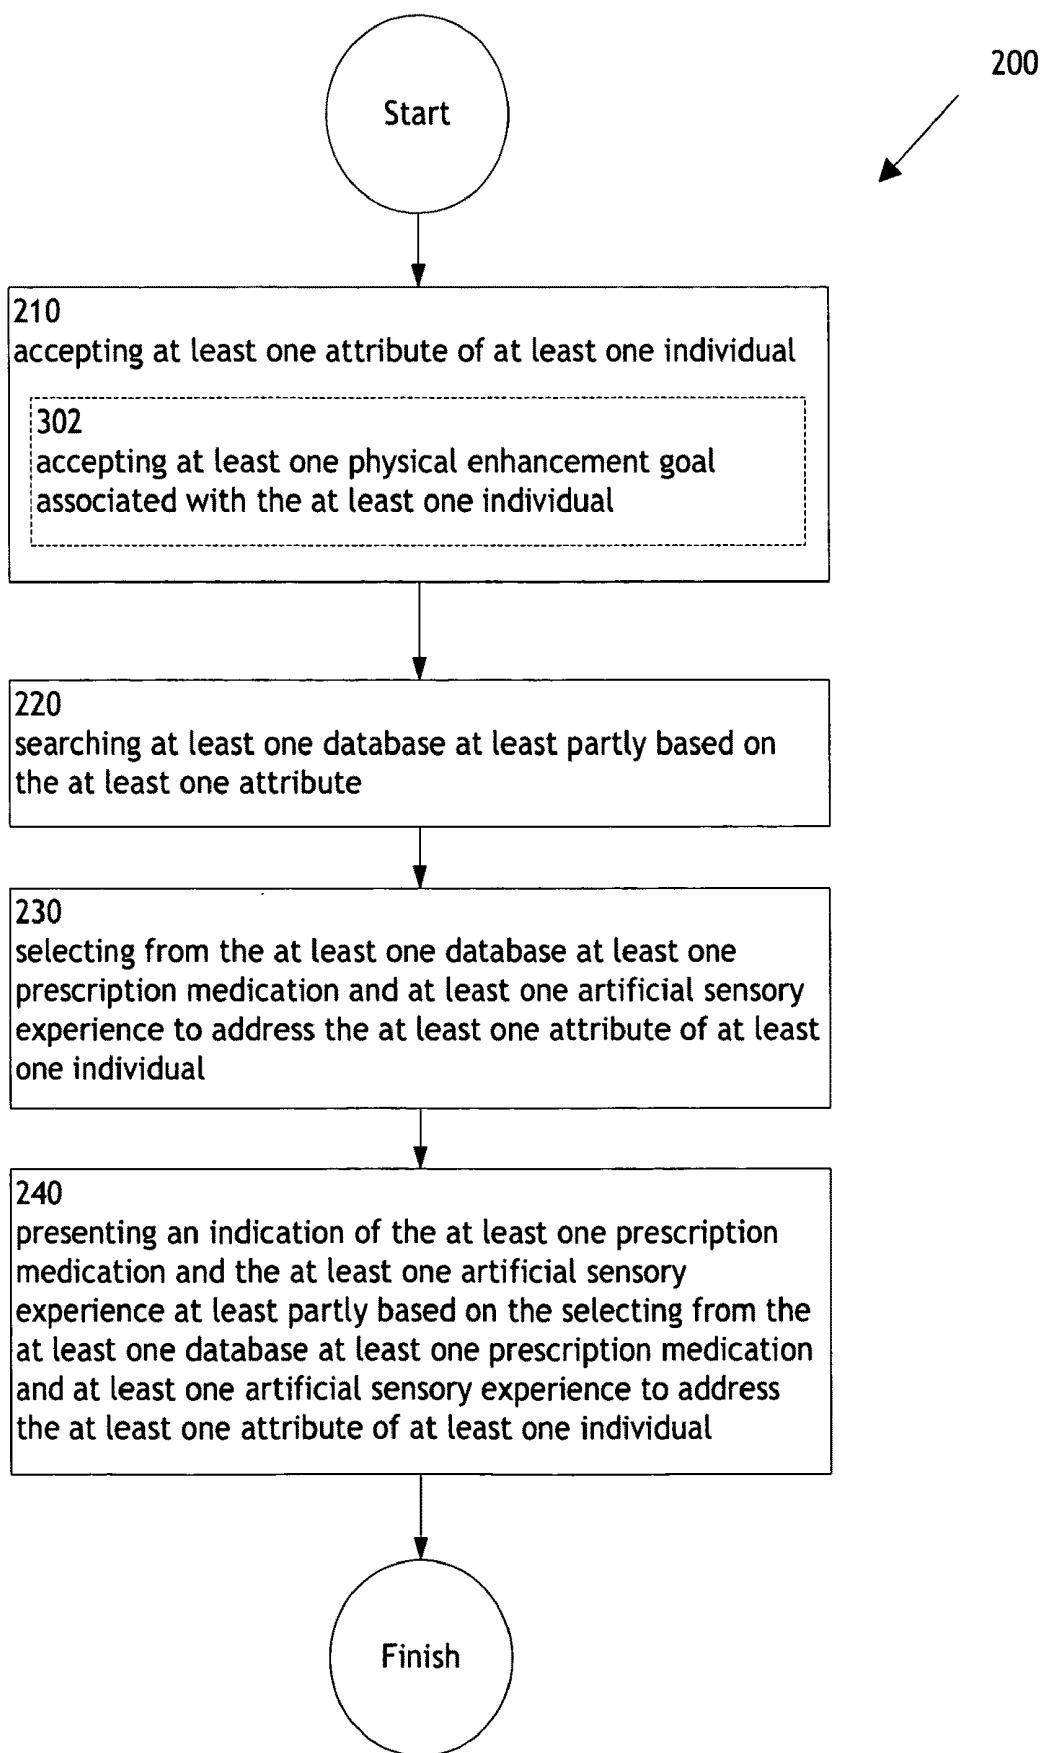 Start
200
210
accepting at least one attribute of at least one individual
302
accepting at least one physical enhancement goal
associated with the at least one individual
220
searching at least one database at least partly based on
the at least one attribute
230
selecting from the at least one database at least one
prescription medication and at least one artificial sensory
experience to address the at least one attribute of at least
one individual
240
presenting an indication of the at least one prescription
medication and the at least one artificial sensory
experience at least partly based on the selecting from the
at least one database at least one prescription medication
and at least one artificial sensory experience to address
the at least one attribute of at least one individual
Finish